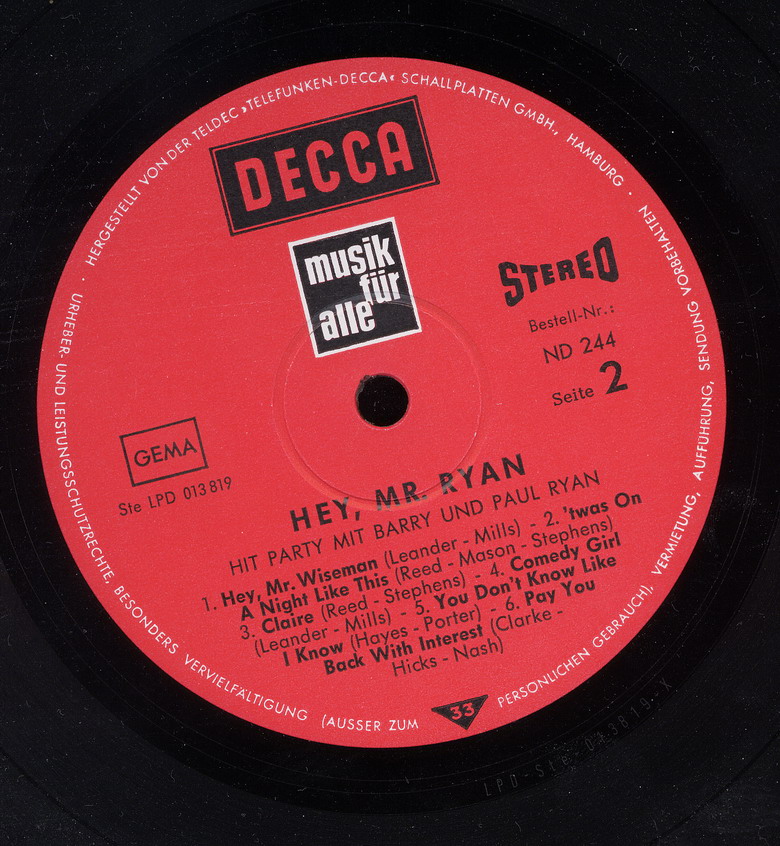 HERGESTELLT VON DER TELDEC »TELEFUNKEN-DECCA« SCHALLPLATTEN GMBH., HAMBURG ·
URHEBER- UND LEISTUNGSSCHUTZRECHTE, BESONDERS VERVIELFÄLTIGUNG (AUSSER ZUM PERSÖNLICHEN GEBRAUCH), VERMIETUNG, AUFFÜHRUNG, SENDUNG VORBEHALTEN ·
DECCA
musik
für
alle
STEREO
Bestell-Nr.:
ND 244
Seite 2
GEMA
Ste LPD 013819
HEY, MR. RYAN
HIT PARTY MIT BARRY UND PAUL RYAN
1. Hey, Mr. Wiseman (Leander - Mills) - 2. 'twas On
A Night Like This (Reed - Mason - Stephens)
3. Claire (Reed - Stephens) - 4. Comedy Girl
(Leander - Mills) - 5. You Don't Know Like
I Know (Hayes - Porter) - 6. Pay You
Back With Interest (Clarke -
Hicks - Nash)
33
LPD-Ste-013819-X